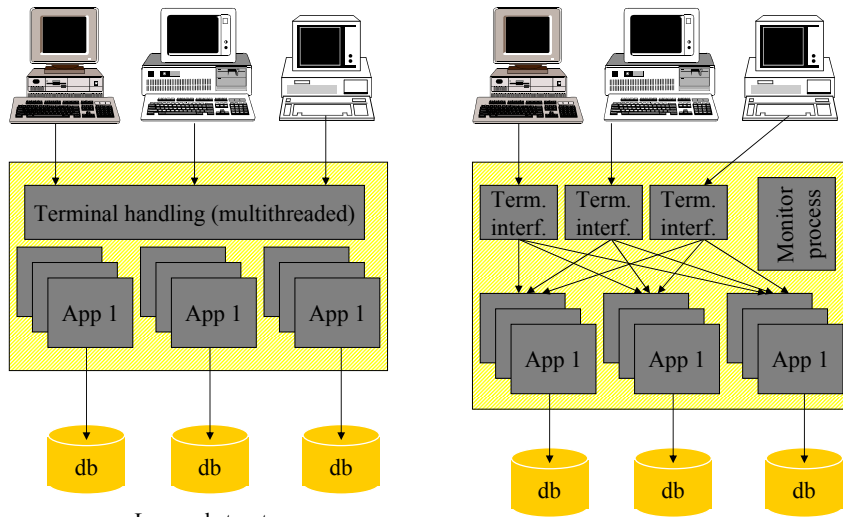 Terminal handling (multithreaded)
App 1
App 1
App 1
db
db
db
Term.
interf.
Term.
interf.
Term.
interf.
Monitor
process
App 1
App 1
App 1
db
db
db